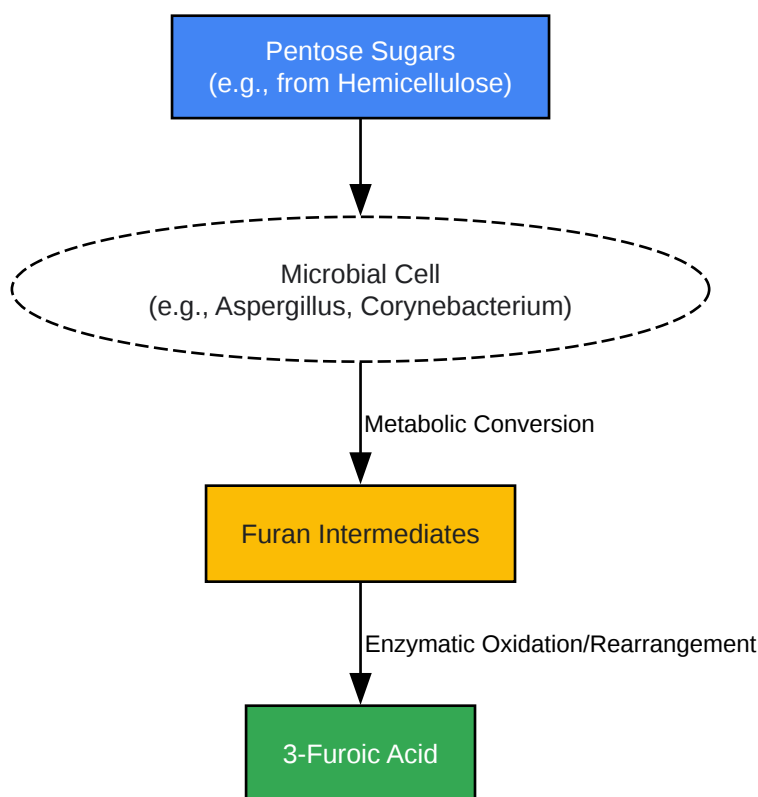 Pentose Sugars
(e.g., from Hemicellulose)
Microbial Cell
(e.g., Aspergillus, Corynebacterium)
Metabolic Conversion
Furan Intermediates
Enzymatic Oxidation/Rearrangement
3-Furoic Acid